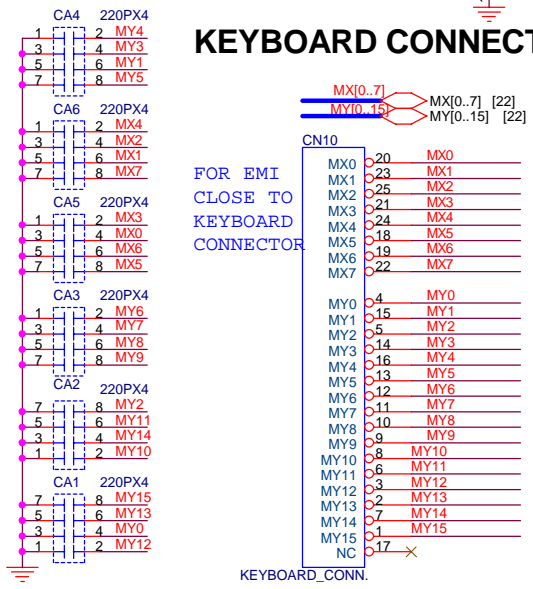 KEYBOARD CONNECT
CA4 220PX4
1 2 MY4
3 4 MY3
5 6 MY1
7 8 MY5
CA6 220PX4
1 2 MX4
3 4 MX2
5 6 MX1
7 8 MX7
CA5 220PX4
1 2 MX3
3 4 MX0
5 6 MX6
7 8 MX5
CA3 220PX4
1 2 MY6
3 4 MY7
5 6 MY8
7 8 MY9
CA2 220PX4
7 8 MY2
5 6 MY11
3 4 MY14
1 2 MY10
CA1 220PX4
7 8 MY15
5 6 MY13
3 4 MY0
1 2 MY12
FOR EMI
CLOSE TO
KEYBOARD
CONNECTOR
MX[0..7] MX[0..7] [22]
MY[0..15] MY[0..15] [22]
CN10
MX0 20 MX0
MX1 23 MX1
MX2 25 MX2
MX3 21 MX3
MX4 24 MX4
MX5 18 MX5
MX6 19 MX6
MX7 22 MX7
MY0 4 MY0
MY1 15 MY1
MY2 5 MY2
MY3 14 MY3
MY4 16 MY4
MY5 13 MY5
MY6 12 MY6
MY7 11 MY7
MY8 10 MY8
MY9 9 MY9
MY10 8 MY10
MY11 6 MY11
MY12 3 MY12
MY13 2 MY13
MY14 7 MY14
MY15 1 MY15
NC 17
KEYBOARD_CONN.